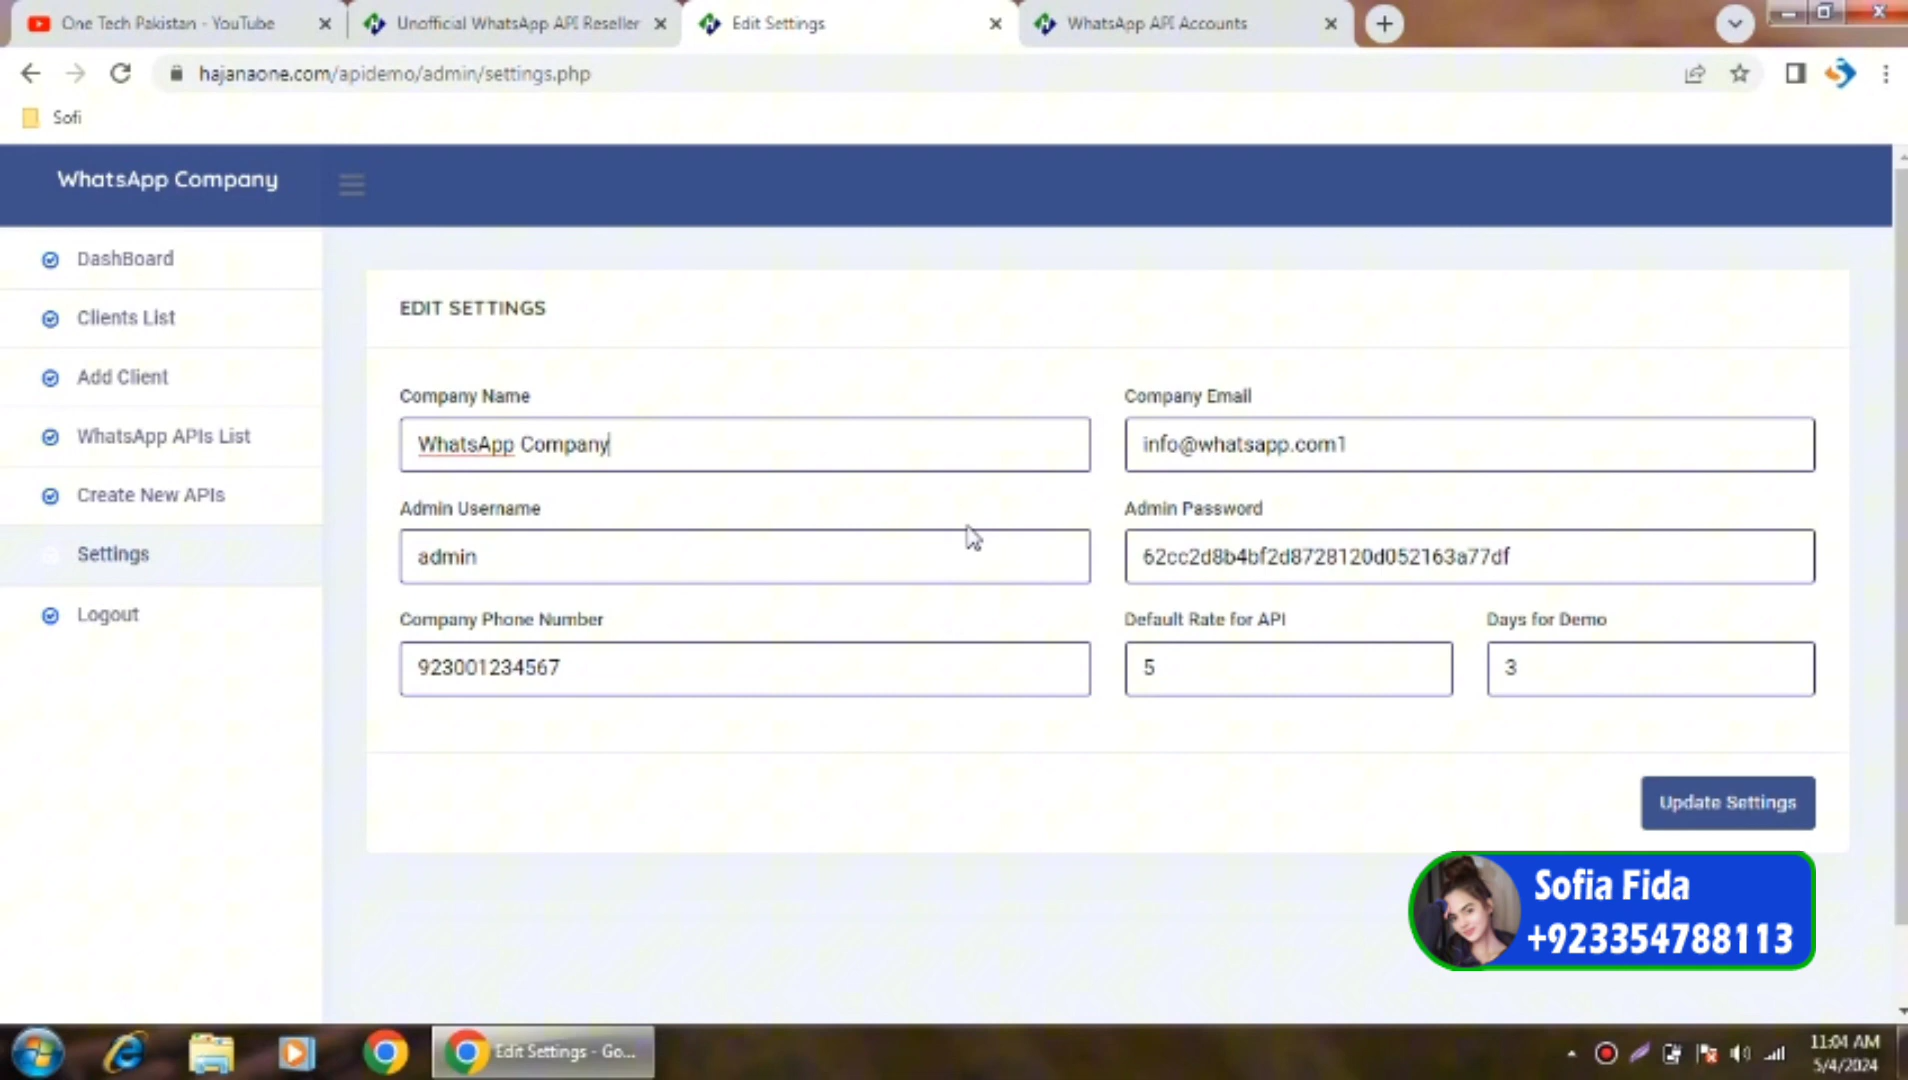 One Tech Pakistan - YouTube
Unofficial WhatsApp API Reseller
Edit Settings
WhatsApp API Accounts
hajanaone.com/apidemo/admin/settings.php
Sofi
WhatsApp Company
DashBoard
Clients List
Add Client
WhatsApp APIs List
Create New APIs
Settings
Logout
EDIT SETTINGS
Company Name
Company Email
WhatsApp Company
info@whatsapp.com1
Admin Username
Admin Password
admin
62cc2d8b4bf2d8728120d052163a77df
Company Phone Number
Default Rate for API
Days for Demo
923001234567
5
3
Update Settings
Sofia Fida
+923354788113
Edit Settings - Go...
11:04 AM
5/4/2024